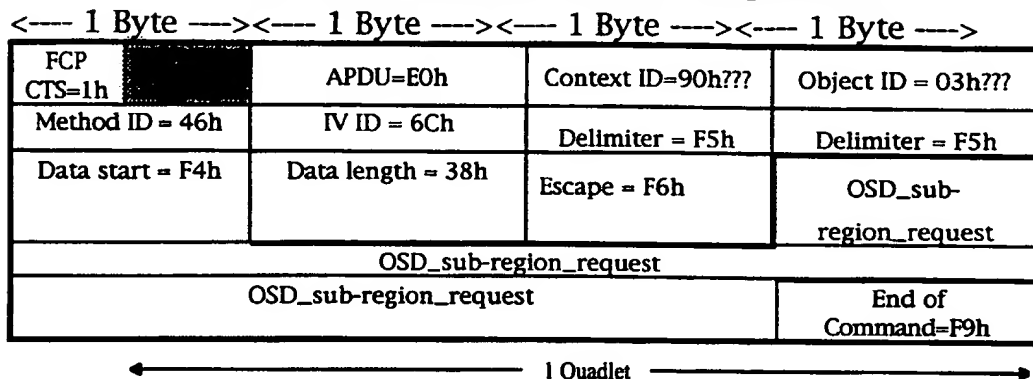 <---- 1 Byte ----><---- 1 Byte ----><---- 1 Byte ----><---- 1 Byte ---->
FCP
CTS=1h
APDU=E0h
Context ID=90h???
Object ID = 03h???
Method ID = 46h
IV ID = 6Ch
Delimiter = F5h
Delimiter = F5h
Data start = F4h
Data length = 38h
Escape = F6h
OSD_sub-
region_request
OSD_sub-region_request
OSD_sub-region_request
End of
Command=F9h
1 Quadlet